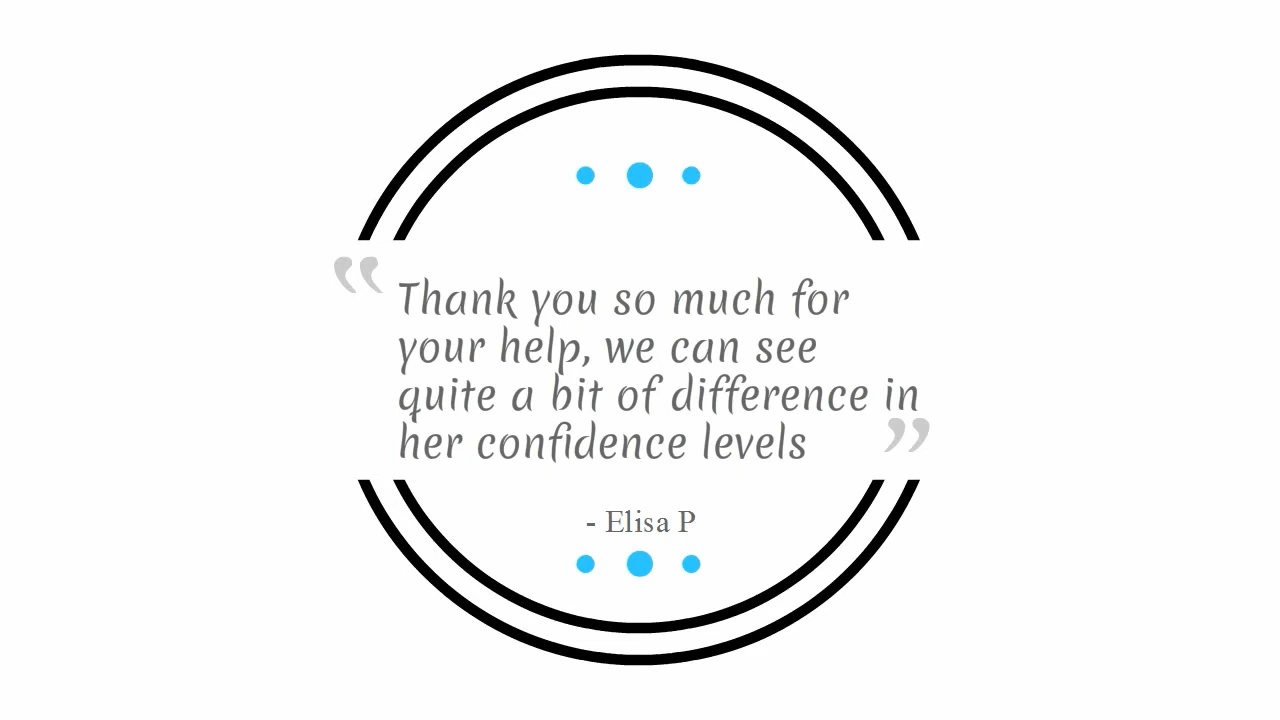 “Thank you so much for
your help, we can see
quite a bit of difference in
her confidence levels”
- Elisa P